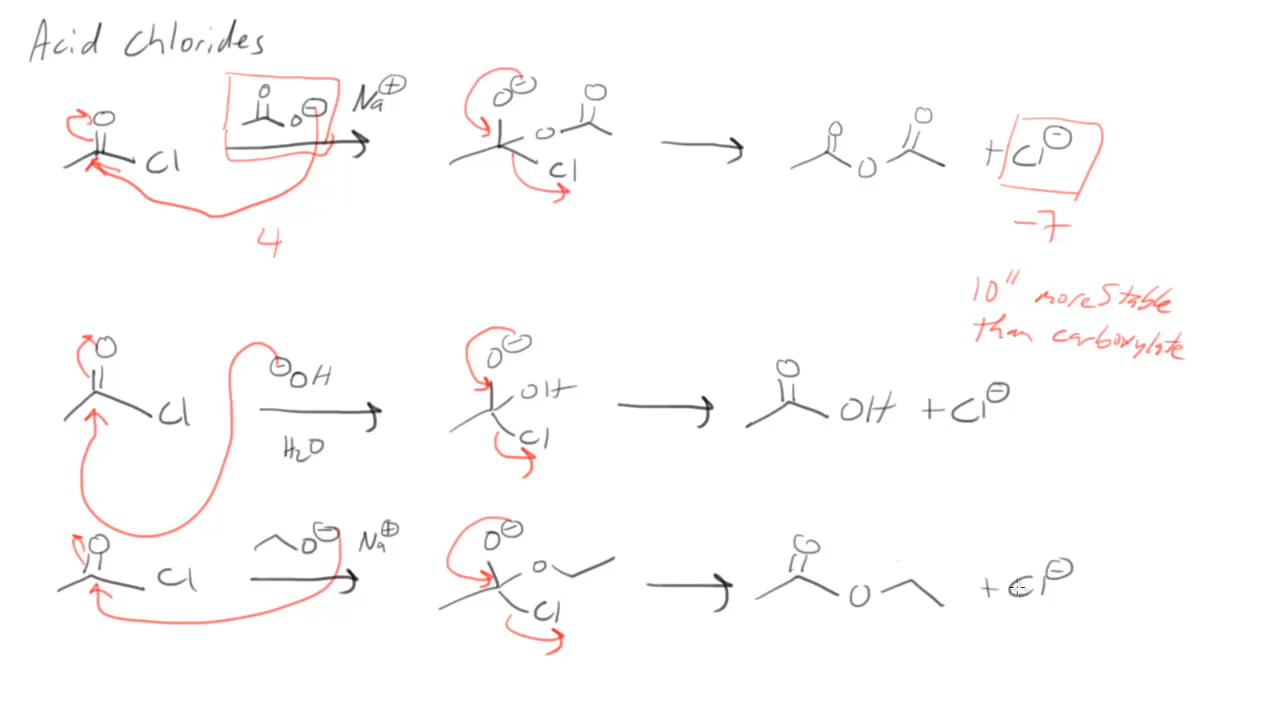 Acid chlorides
O O O⊖ Na⊕ O⊖ O O O O
Cl O Cl O + Cl⊖
4 -7
10¹¹ more stable
than carboxylate
O ⊖OH O⊖ OH O
Cl H₂O Cl OH + Cl⊖
O O⊖ Na⊕ O⊖ O O
Cl Cl O + Cl⊖